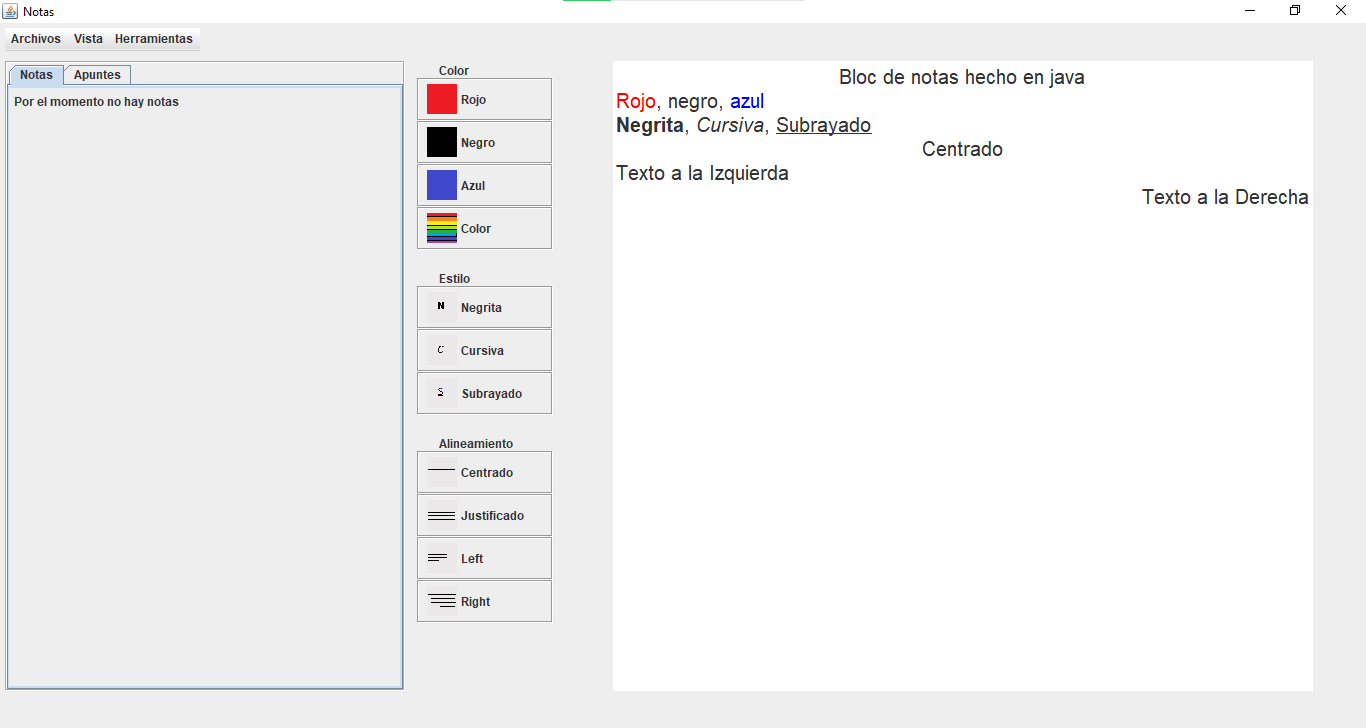 Notas
Archivos Vista Herramientas
Notas Apuntes
Por el momento no hay notas
Color
Rojo
Negro
Azul
Color
Estilo
N Negrita
C Cursiva
S Subrayado
Alineamiento
Centrado
Justificado
Left
Right
Bloc de notas hecho en java
Rojo, negro, azul
Negrita, Cursiva, Subrayado
Centrado
Texto a la Izquierda
Texto a la Derecha